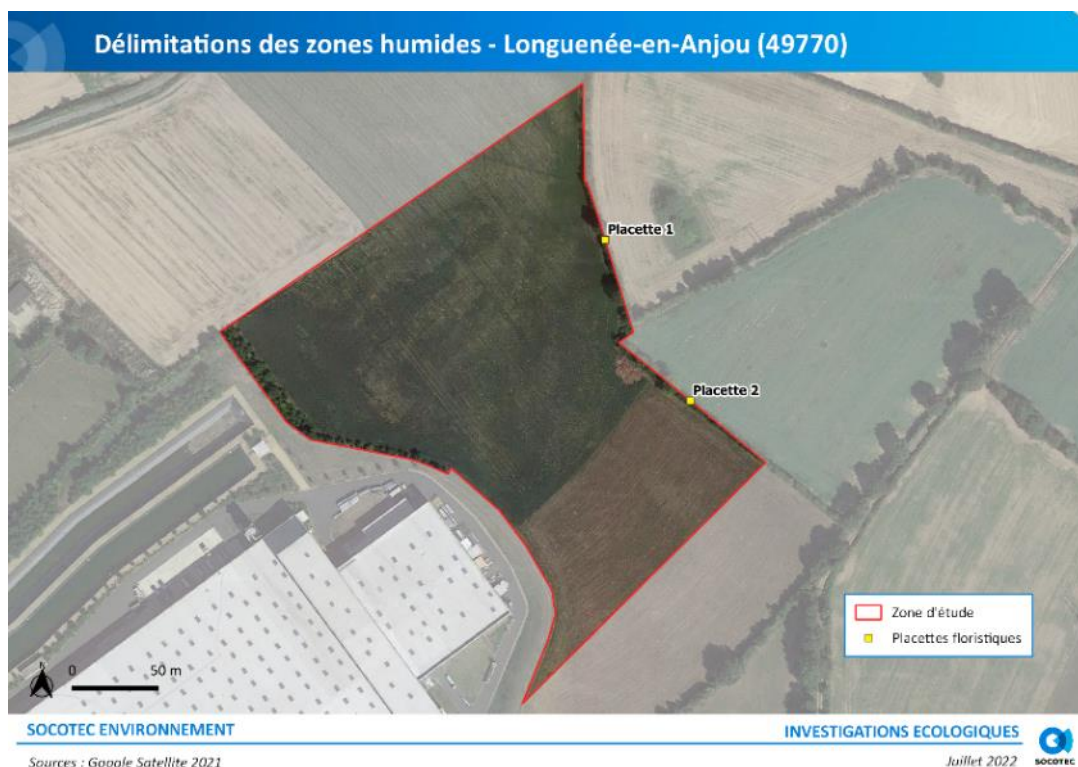 Délimitations des zones humides - Longuenée-en-Anjou (49770)
Placette 1
Placette 2
Zone d'étude
Placettes floristiques
N
0 50 m
SOCOTEC ENVIRONNEMENT
INVESTIGATIONS ECOLOGIQUES
Sources : Google Satellite 2021
Juillet 2022
SOCOTEC